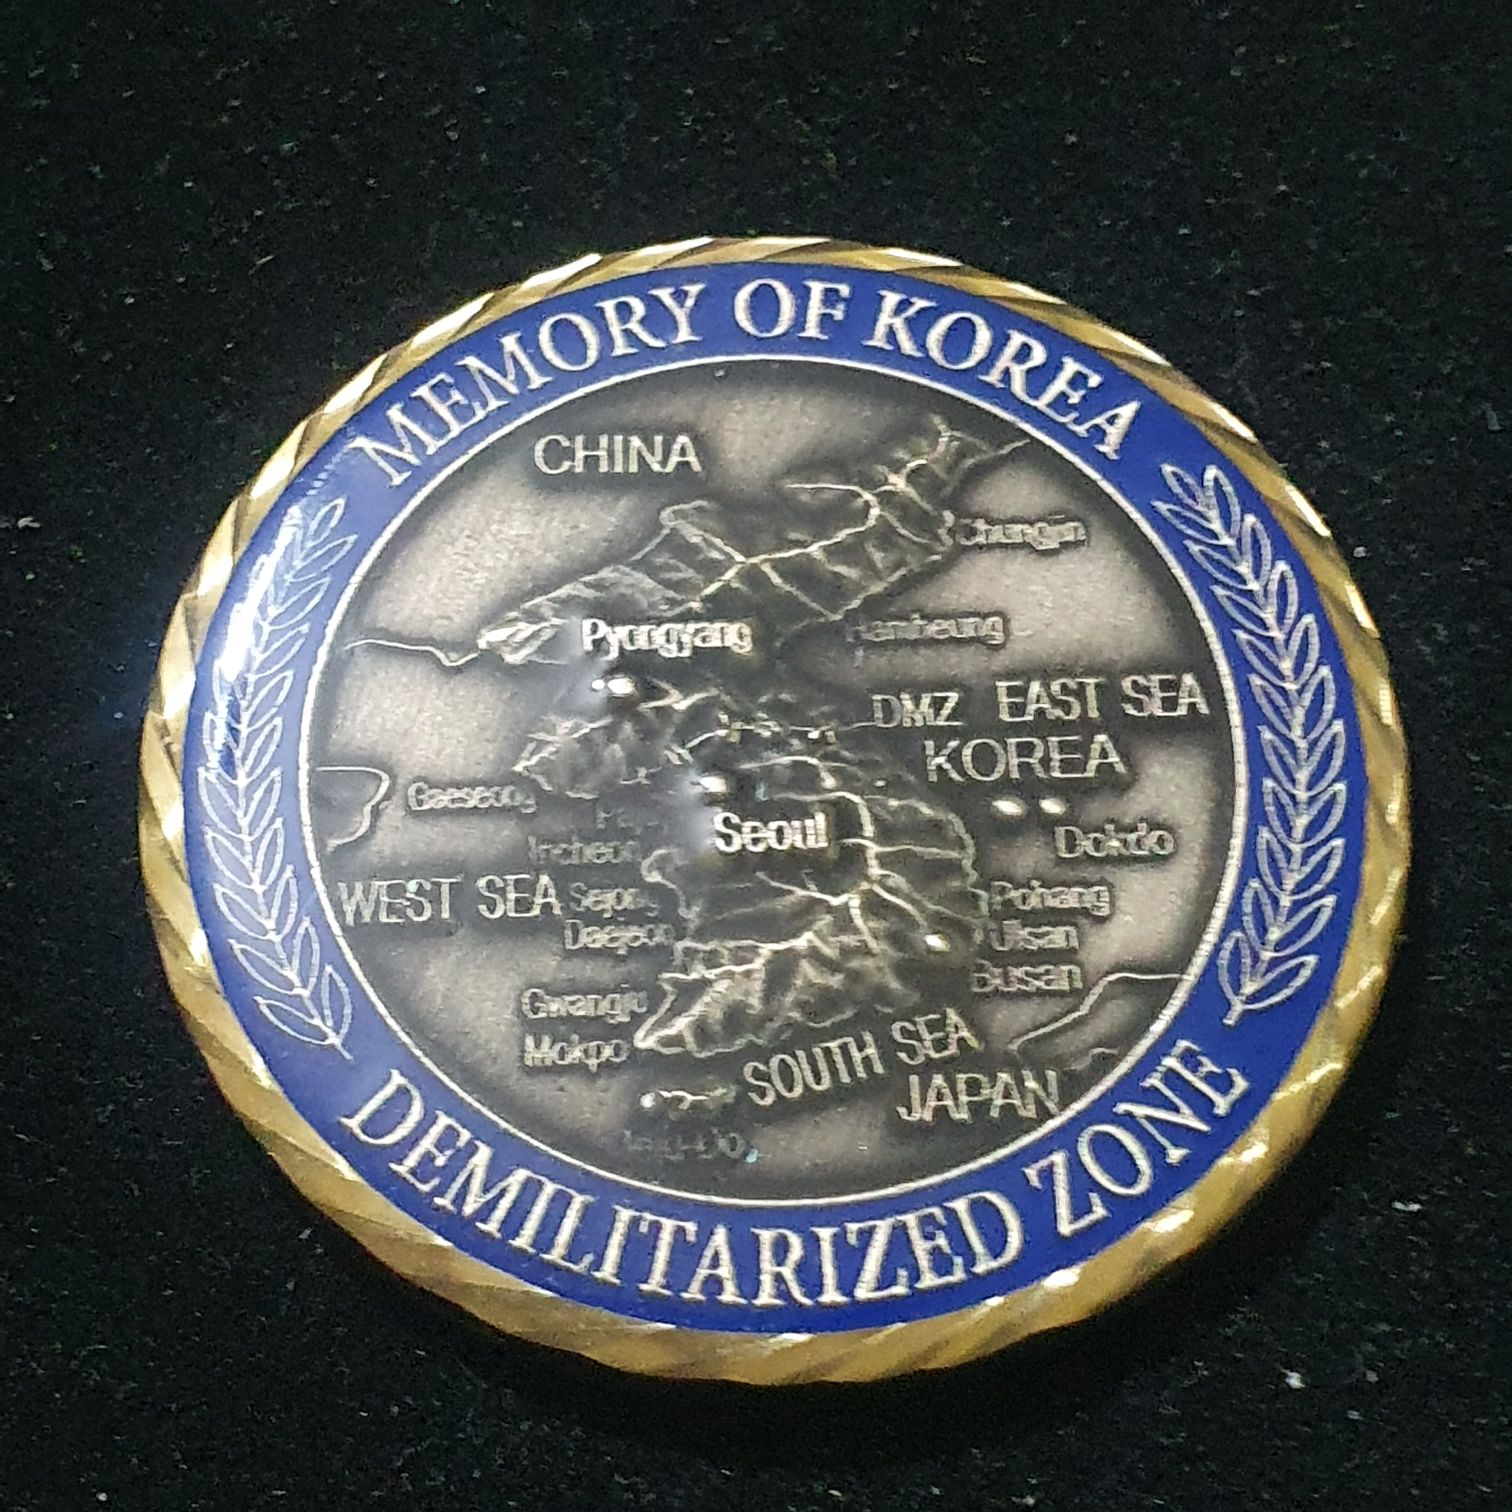 MEMORY OF KOREA
CHINA
Chungjin
Pyongyang
Hamheung
DMZ EAST SEA
KOREA
Gaeseong
Seoul
Dokdo
Incheon
WEST SEA
Sejong
Pohang
Daejeon
Ulsan
Busan
Gwangju
Mokpo
SOUTH SEA
JAPAN
DEMILITARIZED ZONE